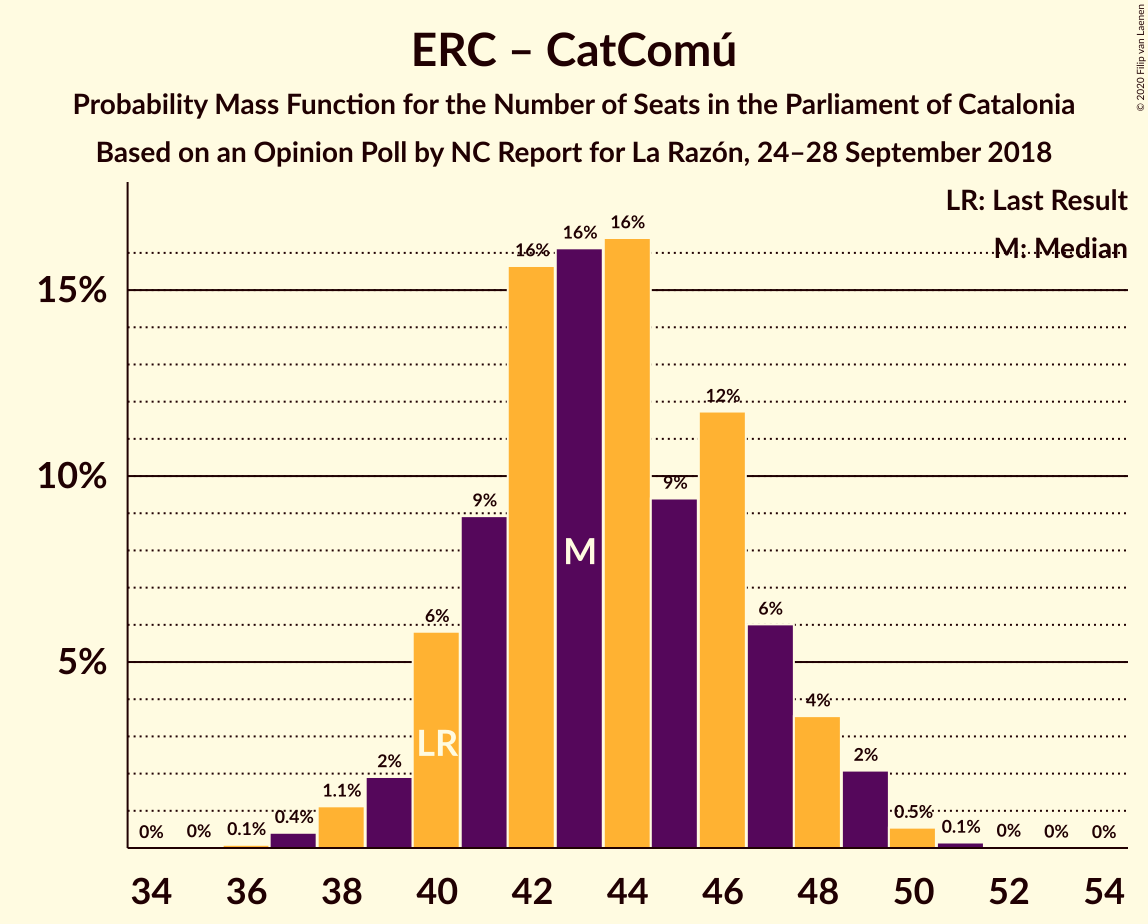 ERC – CatComú
Probability Mass Function for the Number of Seats in the Parliament of Catalonia
Based on an Opinion Poll by NC Report for La Razón, 24–28 September 2018
© 2020 Filip van Laenen
LR: Last Result
M: Median
15%
10%
5%
0%
0%
0.1%
0.4%
1.1%
2%
6%
9%
16%
16%
16%
9%
12%
6%
4%
2%
0.5%
0.1%
0%
0%
0%
LR
M
34 36 38 40 42 44 46 48 50 52 54